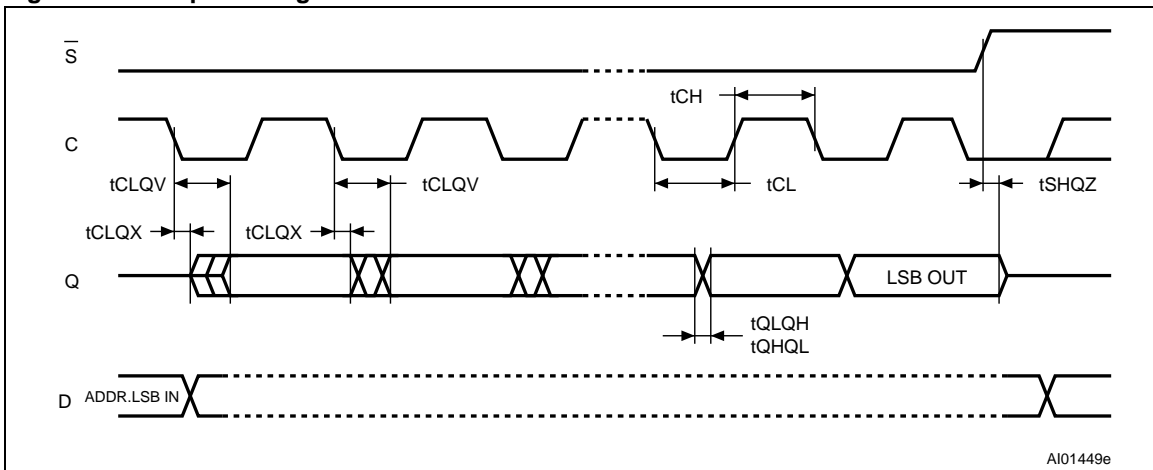 S
tCH
C
tCLQV
tCLQV
tCL
tSHQZ
tCLQX
tCLQX
Q
LSB OUT
tQLQH
tQHQL
D
ADDR.LSB IN
AI01449e